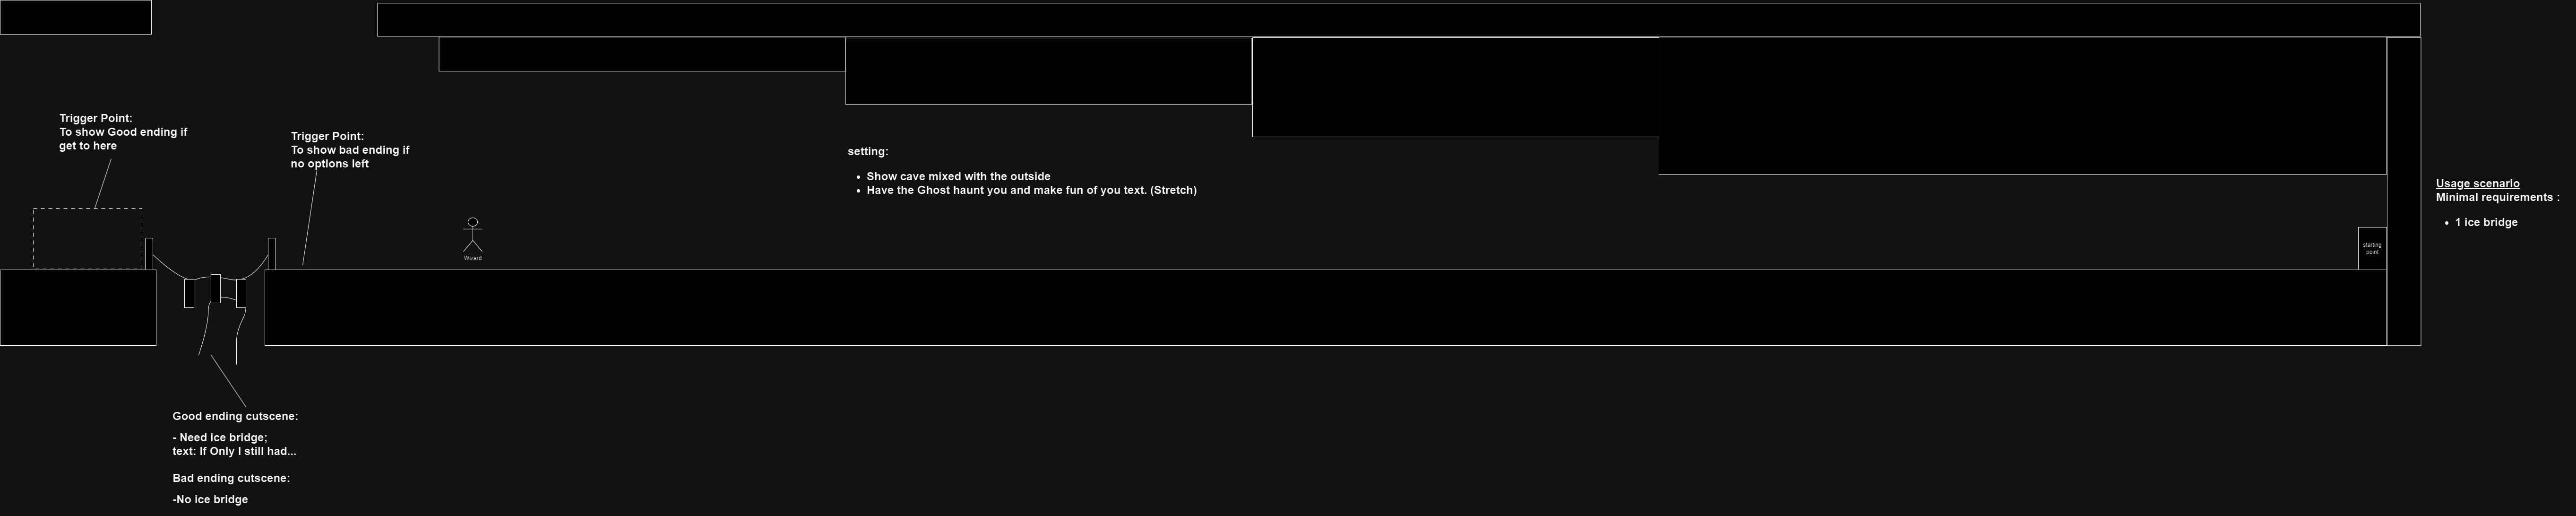 Trigger Point:
To show Good ending if
get to here
Trigger Point:
To show bad ending if
no options left
setting:
• Show cave mixed with the outside
• Have the Ghost haunt you and make fun of you text. (Stretch)
Usage scenario
Minimal requirements :
• 1 ice bridge
Wizard
starting
point
Good ending cutscene:
- Need ice bridge;
text: If Only I still had...
Bad ending cutscene:
-No ice bridge